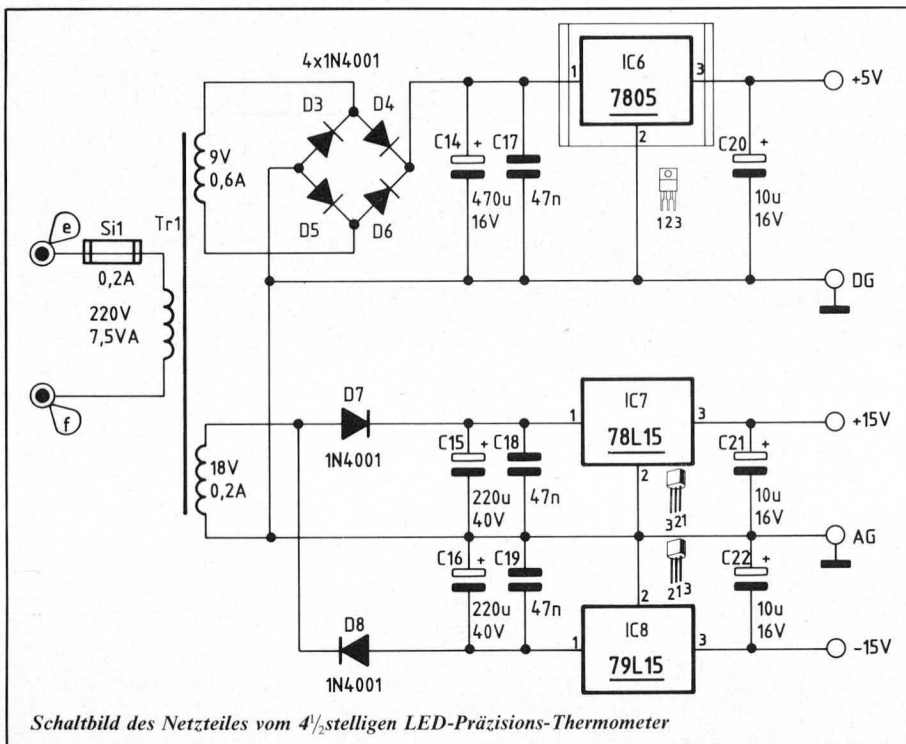 4x1N4001
D3
D4
D5
D6
9V
0,6A
Tr1
e
Si1
0,2A
220V
7,5VA
f
18V
0,2A
C14 +
470u
16V
C17
47n
1
IC6
7805
3
2
123
C20 +
10u
16V
+5V
DG
D7
1N4001
C15 +
220u
40V
C18
47n
1
IC7
78L15
3
2
321
C21 +
10u
16V
+15V
AG
D8
1N4001
C16 +
220u
40V
C19
47n
1
2
213
IC8
79L15
3
C22 +
10u
16V
-15V
Schaltbild des Netzteiles vom 4½stelligen LED-Präzisions-Thermometer